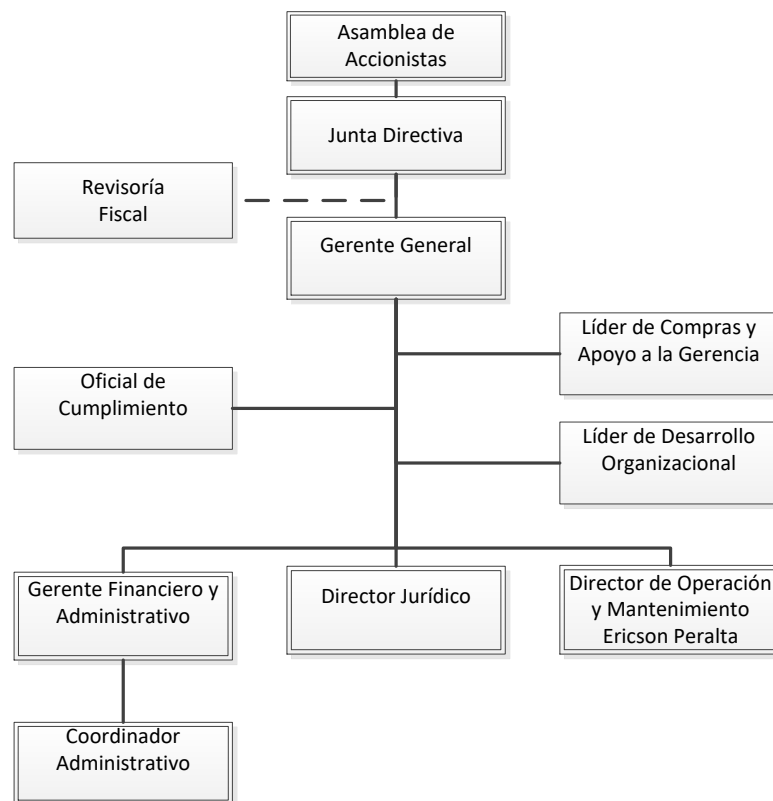 Asamblea de
Accionistas
Junta Directiva
Revisoría
Fiscal
Gerente General
Líder de Compras y
Apoyo a la Gerencia
Oficial de
Cumplimiento
Líder de Desarrollo
Organizacional
Gerente Financiero y
Administrativo
Director Jurídico
Director de Operación
y Mantenimiento
Ericson Peralta
Coordinador
Administrativo